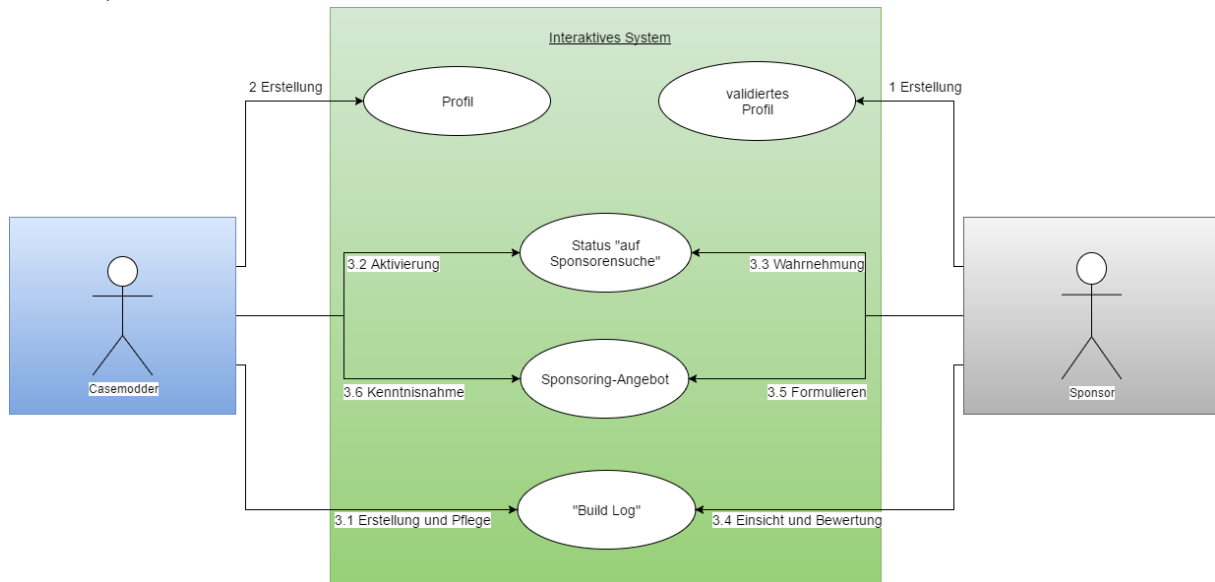 Interaktives System
2 Erstellung
Profil
validiertes
Profil
1 Erstellung
Status "auf
Sponsorensuche"
3.2 Aktivierung
3.3 Wahrnehmung
Sponsoring-Angebot
3.6 Kenntnisnahme
3.5 Formulieren
Casemodder
Sponsor
"Build Log"
3.1 Erstellung und Pflege
3.4 Einsicht und Bewertung